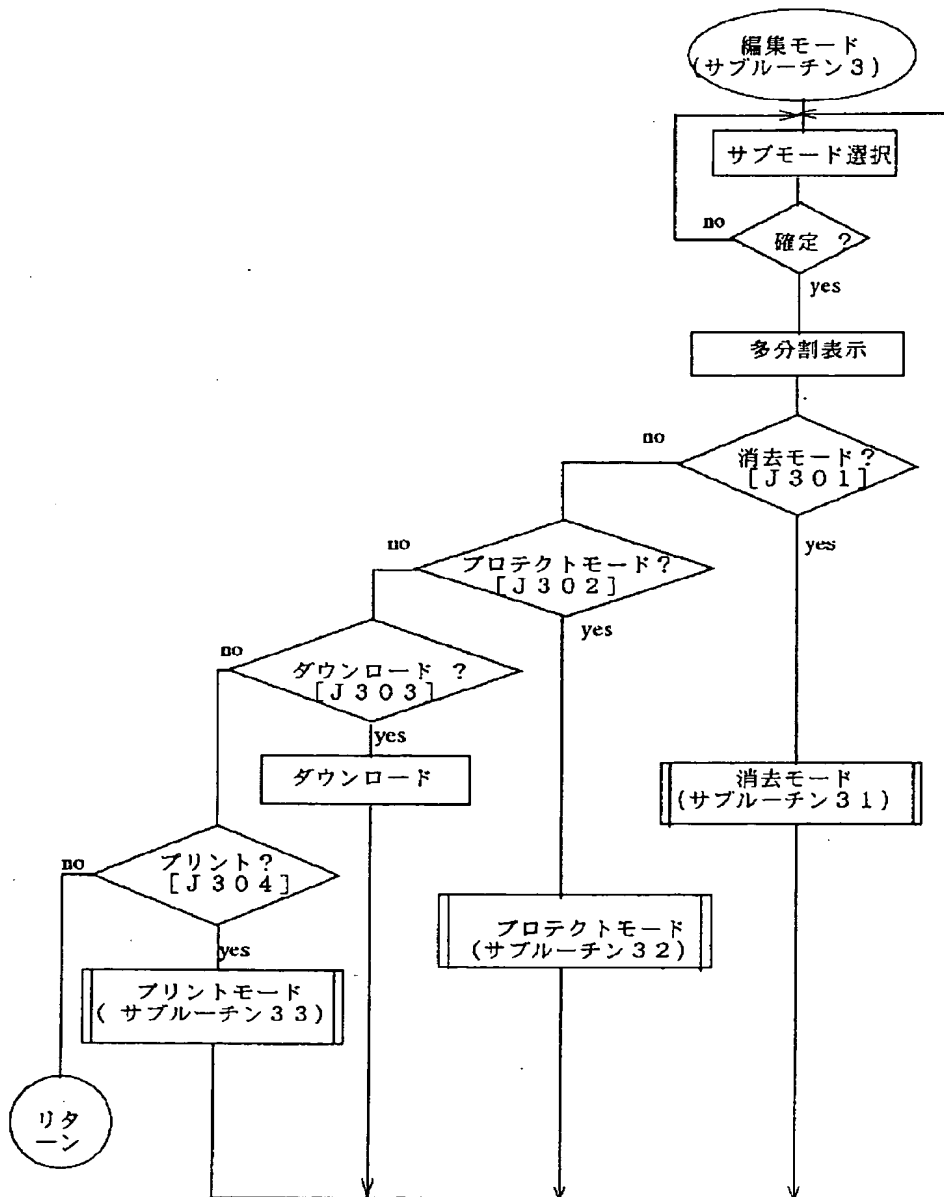 編集モード
(サブルーチン3)
サブモード選択
no
確定 ?
yes
多分割表示
no
消去モード?
[J301]
yes
no
プロテクトモード?
[J302]
yes
no
ダウンロード ?
[J303]
yes
ダウンロード
消去モード
(サブルーチン31)
no
プリント?
[J304]
yes
プロテクトモード
(サブルーチン32)
プリントモード
( サブルーチン33)
リタ
ーン